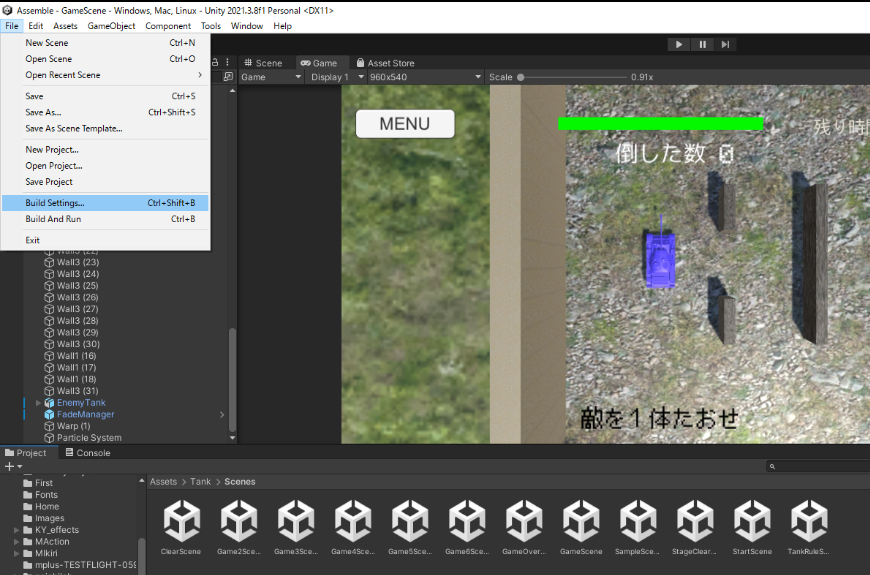 Assemble - GameScene - Windows, Mac, Linux - Unity 2021.3.8f1 Personal <DX11>
File Edit Assets GameObject Component Tools Window Help
New Scene Ctrl+N
Open Scene Ctrl+O
Open Recent Scene
Save Ctrl+S
Save As... Ctrl+Shift+S
Save As Scene Template...
New Project...
Open Project...
Save Project
Build Settings... Ctrl+Shift+B
Build And Run Ctrl+B
Exit
Scene Game Asset Store
Game Display 1 960x540 Scale 0.91x
MENU
残り時間
倒した数 0
敵を1体たおせ
Wall3 (22)
Wall3 (23)
Wall3 (24)
Wall3 (25)
Wall3 (26)
Wall3 (27)
Wall3 (28)
Wall3 (29)
Wall3 (30)
Wall1 (16)
Wall1 (17)
Wall1 (18)
Wall3 (31)
EnemyTank
FadeManager
Warp (1)
Particle System
Project Console
First
Fonts
Home
Images
KY_effects
MAction
MIkiri
mplus-TESTFLIGHT-059
Assets > Tank > Scenes
ClearScene Game2Sce... Game3Sce... Game4Sce... Game5Sce... Game6Sce... GameOver... GameScene SampleSce... StageClear... StartScene TankRuleS...